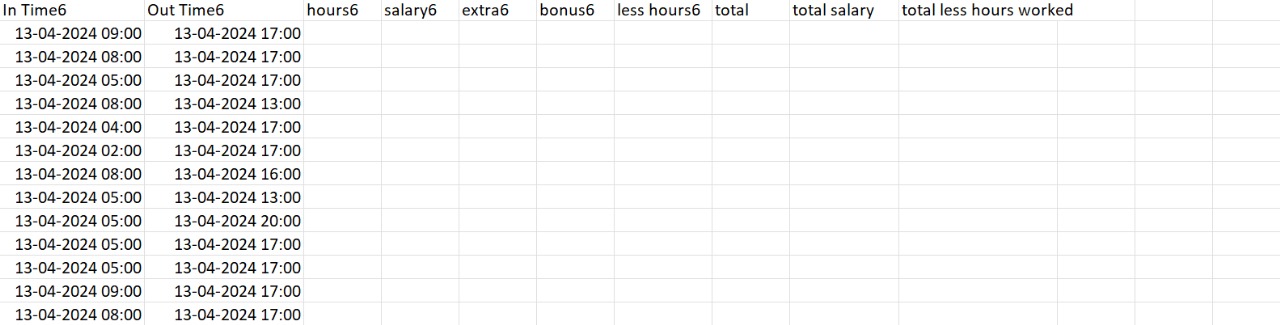 In Time6 Out Time6 hours6 salary6 extra6 bonus6 less hours6 total total salary total less hours worked
13-04-2024 09:00 13-04-2024 17:00
13-04-2024 08:00 13-04-2024 17:00
13-04-2024 05:00 13-04-2024 17:00
13-04-2024 08:00 13-04-2024 13:00
13-04-2024 04:00 13-04-2024 17:00
13-04-2024 02:00 13-04-2024 17:00
13-04-2024 08:00 13-04-2024 16:00
13-04-2024 05:00 13-04-2024 13:00
13-04-2024 05:00 13-04-2024 20:00
13-04-2024 05:00 13-04-2024 17:00
13-04-2024 05:00 13-04-2024 17:00
13-04-2024 09:00 13-04-2024 17:00
13-04-2024 08:00 13-04-2024 17:00